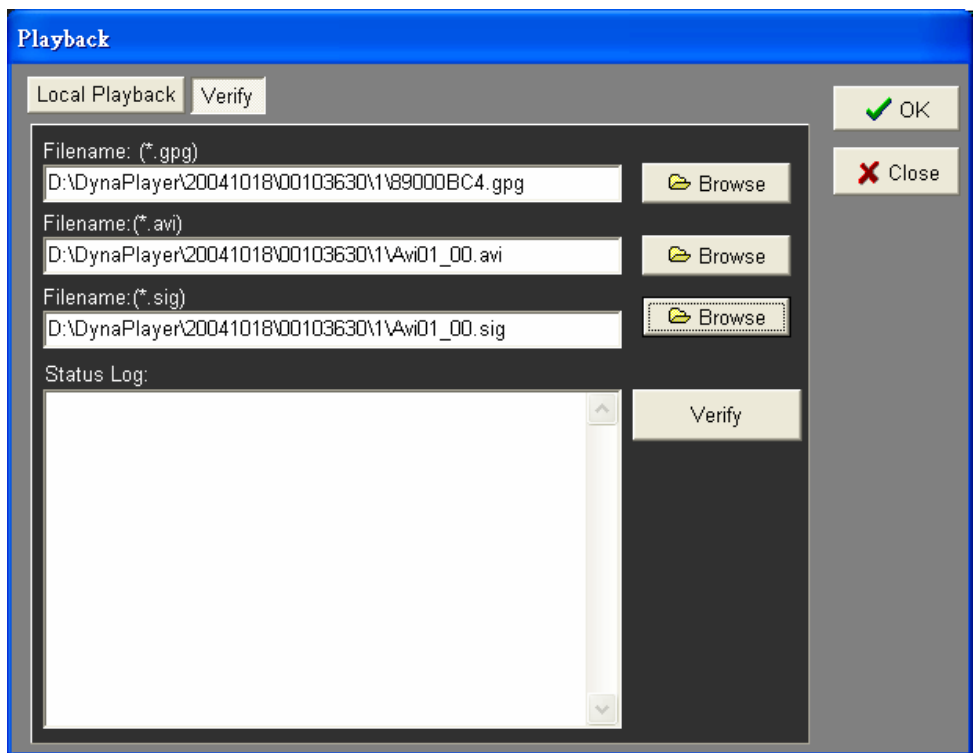 Playback
Local Playback Verify
OK
Close
Filename: (*.gpg)
D:\DynaPlayer\20041018\00103630\1\89000BC4.gpg
Browse
Filename:(*.avi)
D:\DynaPlayer\20041018\00103630\1\Avi01_00.avi
Browse
Filename:(*.sig)
D:\DynaPlayer\20041018\00103630\1\Avi01_00.sig
Browse
Status Log:
Verify